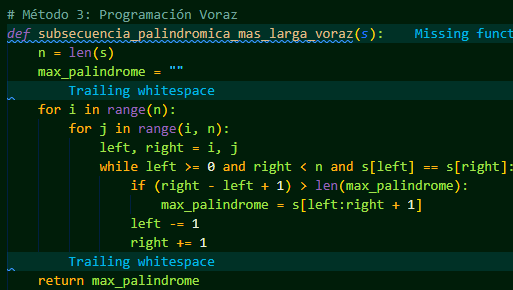 # Método 3: Programación Voraz
def subsecuencia_palindromica_mas_larga_voraz(s):    Missing funct
    n = len(s)
    max_palindrome = ""
        Trailing whitespace
    for i in range(n):
        for j in range(i, n):
            left, right = i, j
            while left >= 0 and right < n and s[left] == s[right]:
                if (right - left + 1) > len(max_palindrome):
                    max_palindrome = s[left:right + 1]
                left -= 1
                right += 1
        Trailing whitespace
    return max_palindrome